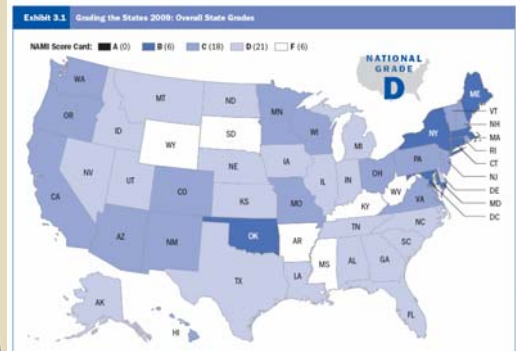 Exhibit 3.1 Grading the States 2009: Overall State Grades
NAMI Score Card: A (0) B (6) C (18) D (21) F (6)
NATIONAL
GRADE
D
WA
OR
CA
NV
ID
MT
WY
UT
AZ
CO
NM
ND
SD
NE
KS
OK
TX
MN
IA
MO
AR
LA
WI
IL
MS
MI
IN
KY
TN
AL
OH
WV
GA
FL
SC
NC
VA
PA
NY
ME
VT
NH
MA
RI
CT
NJ
DE
MD
DC
AK
HI